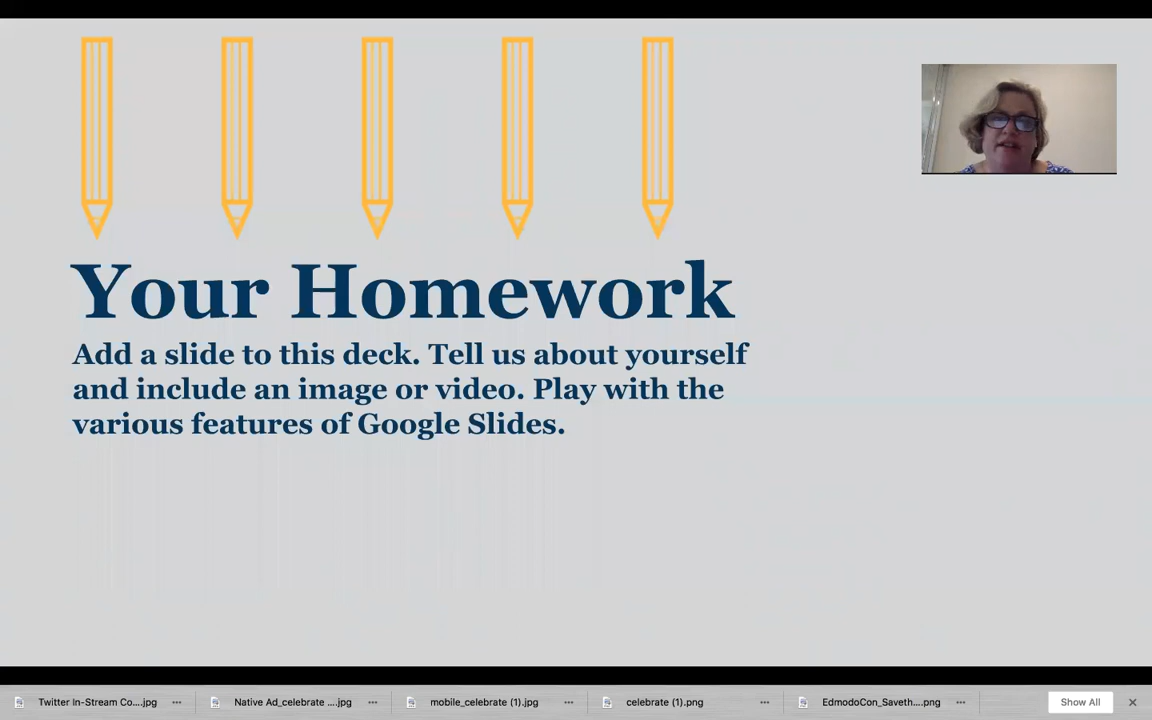 Your Homework
Add a slide to this deck. Tell us about yourself
and include an image or video. Play with the
various features of Google Slides.
Twitter In-Stream Co....jpg
Native Ad_celebrate ....jpg
mobile_celebrate (1).jpg
celebrate (1).png
EdmodoCon_Saveth....png
Show All